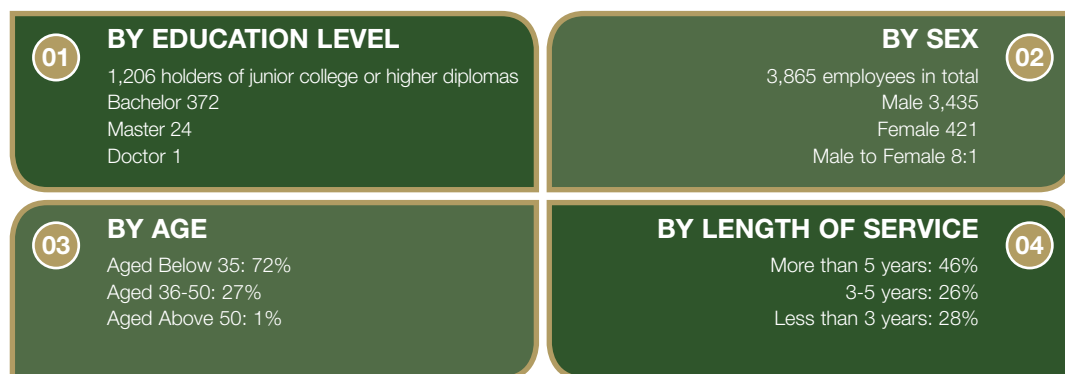 01
BY EDUCATION LEVEL
1,206 holders of junior college or higher diplomas
Bachelor 372
Master 24
Doctor 1
BY SEX
02
3,865 employees in total
Male 3,435
Female 421
Male to Female 8:1
03
BY AGE
Aged Below 35: 72%
Aged 36-50: 27%
Aged Above 50: 1%
BY LENGTH OF SERVICE
04
More than 5 years: 46%
3-5 years: 26%
Less than 3 years: 28%